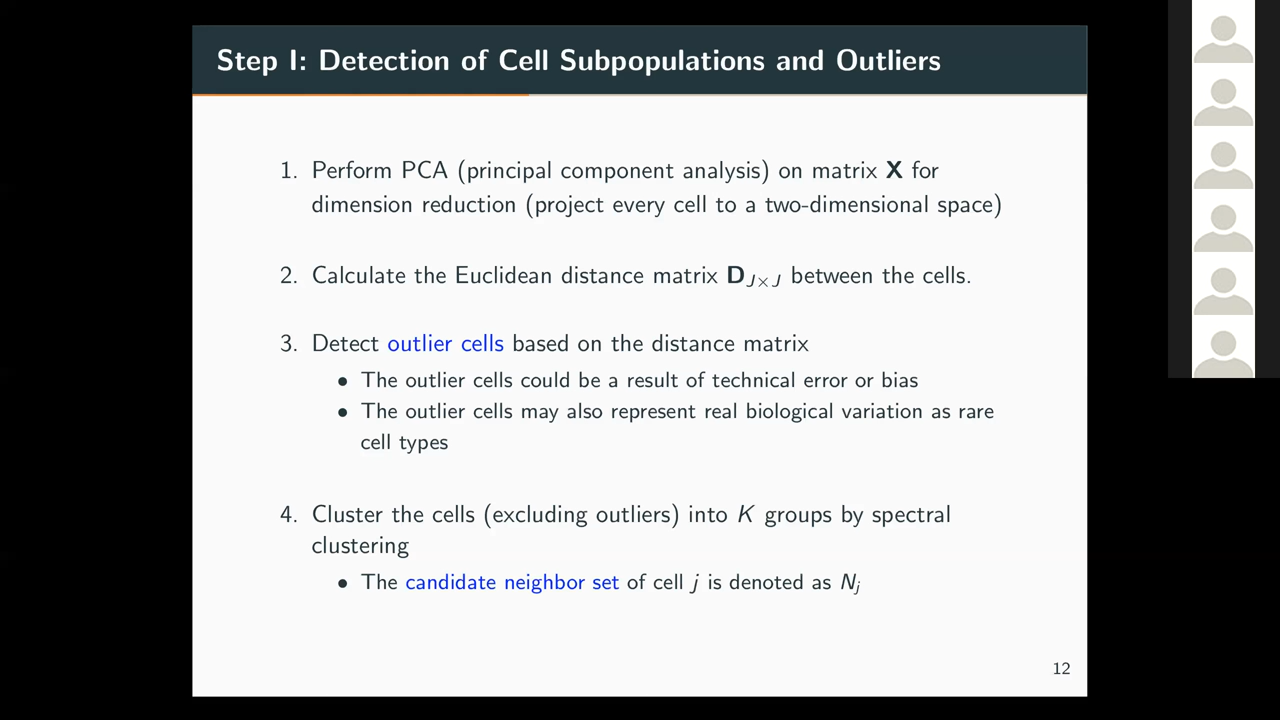 Step I: Detection of Cell Subpopulations and Outliers
1. Perform PCA (principal component analysis) on matrix X for
dimension reduction (project every cell to a two-dimensional space)
2. Calculate the Euclidean distance matrix D_{J×J} between the cells.
3. Detect outlier cells based on the distance matrix
• The outlier cells could be a result of technical error or bias
• The outlier cells may also represent real biological variation as rare
cell types
4. Cluster the cells (excluding outliers) into K groups by spectral
clustering
• The candidate neighbor set of cell j is denoted as N_j
12